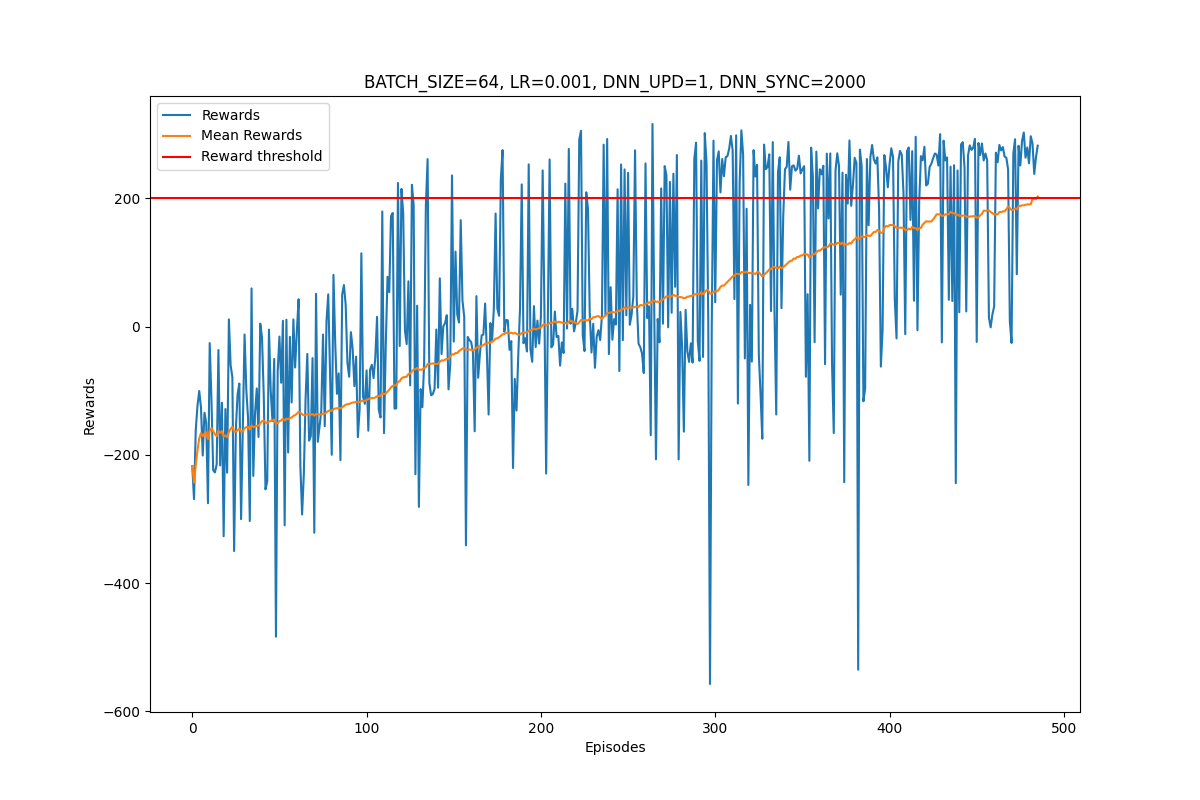 BATCH_SIZE=64, LR=0.001, DNN_UPD=1, DNN_SYNC=2000
Rewards
Mean Rewards
Reward threshold
200
0
−200
−400
−600
Rewards
0
100
200
300
400
500
Episodes